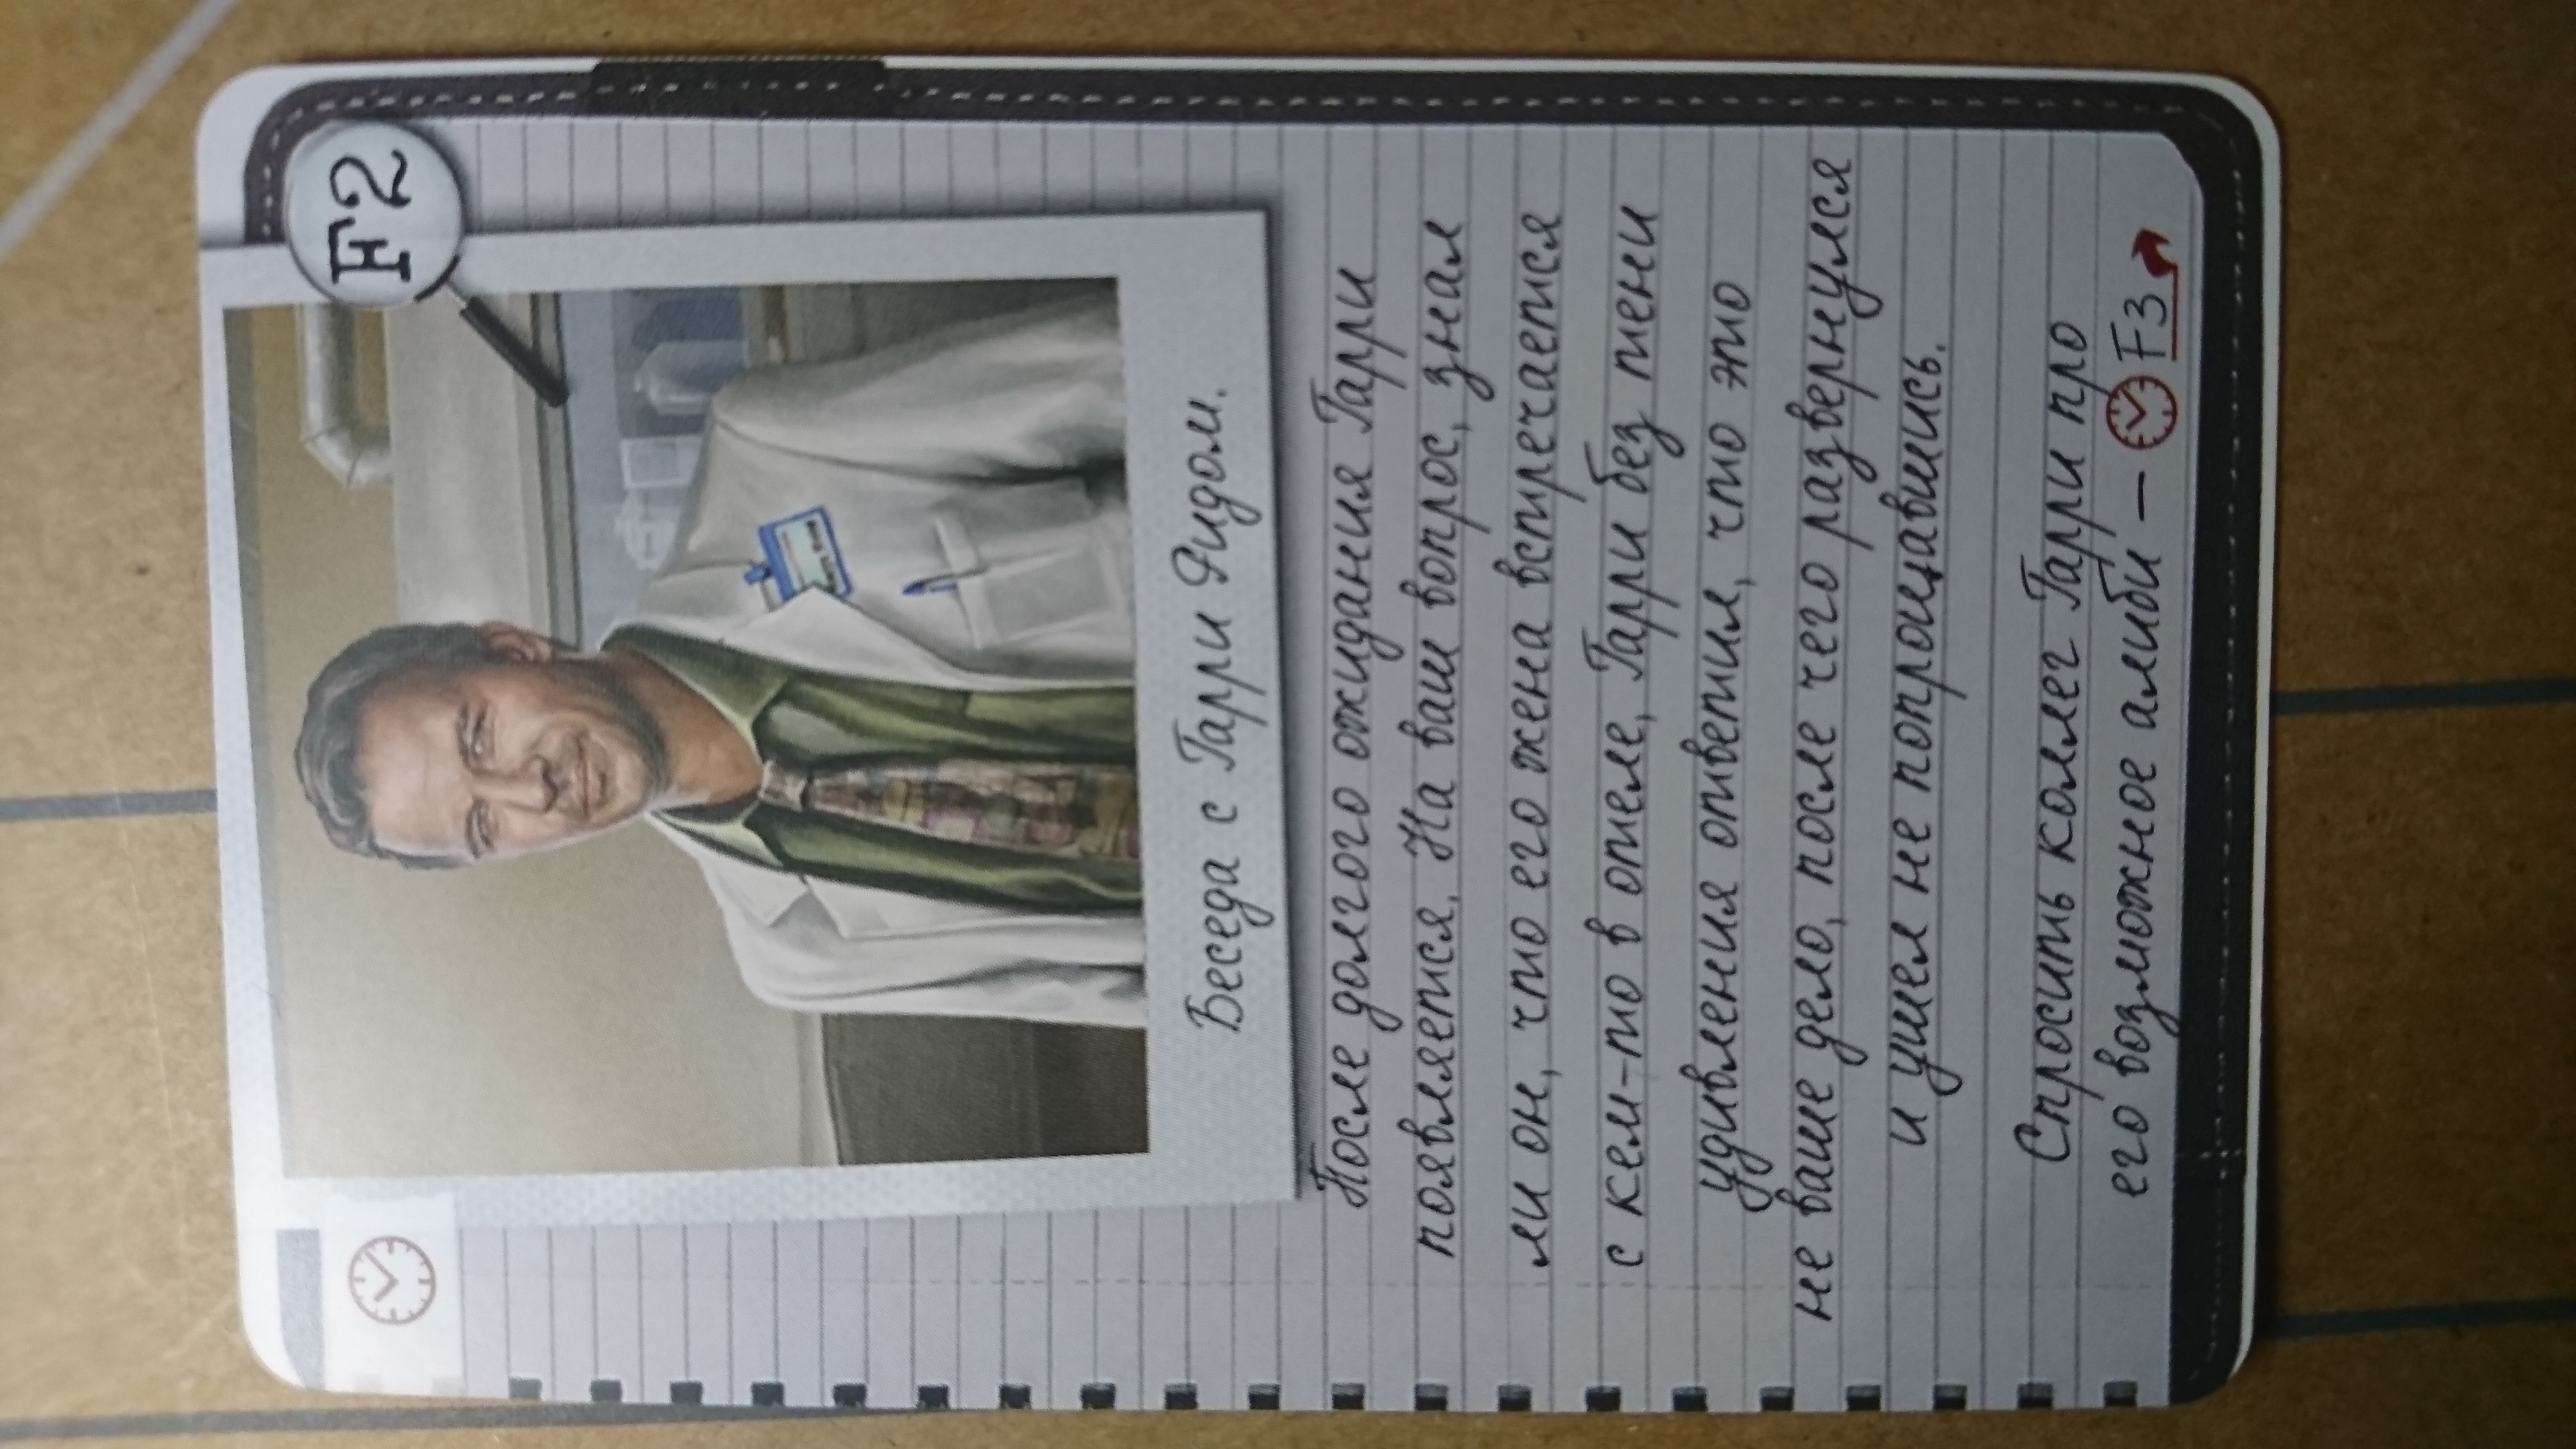 F2
Беседа с Гарри Ридом.
После долгого ожидания Гарри
появляется. На ваш вопрос, знал
ли он, что его жена встречается
с кем-то в отеле, Гарри без тени
удивления ответил, что это
не ваше дело, после чего развернулся
и ушел не попрощавшись.
Спросить коллег Гарри про
его возможное алиби — F3